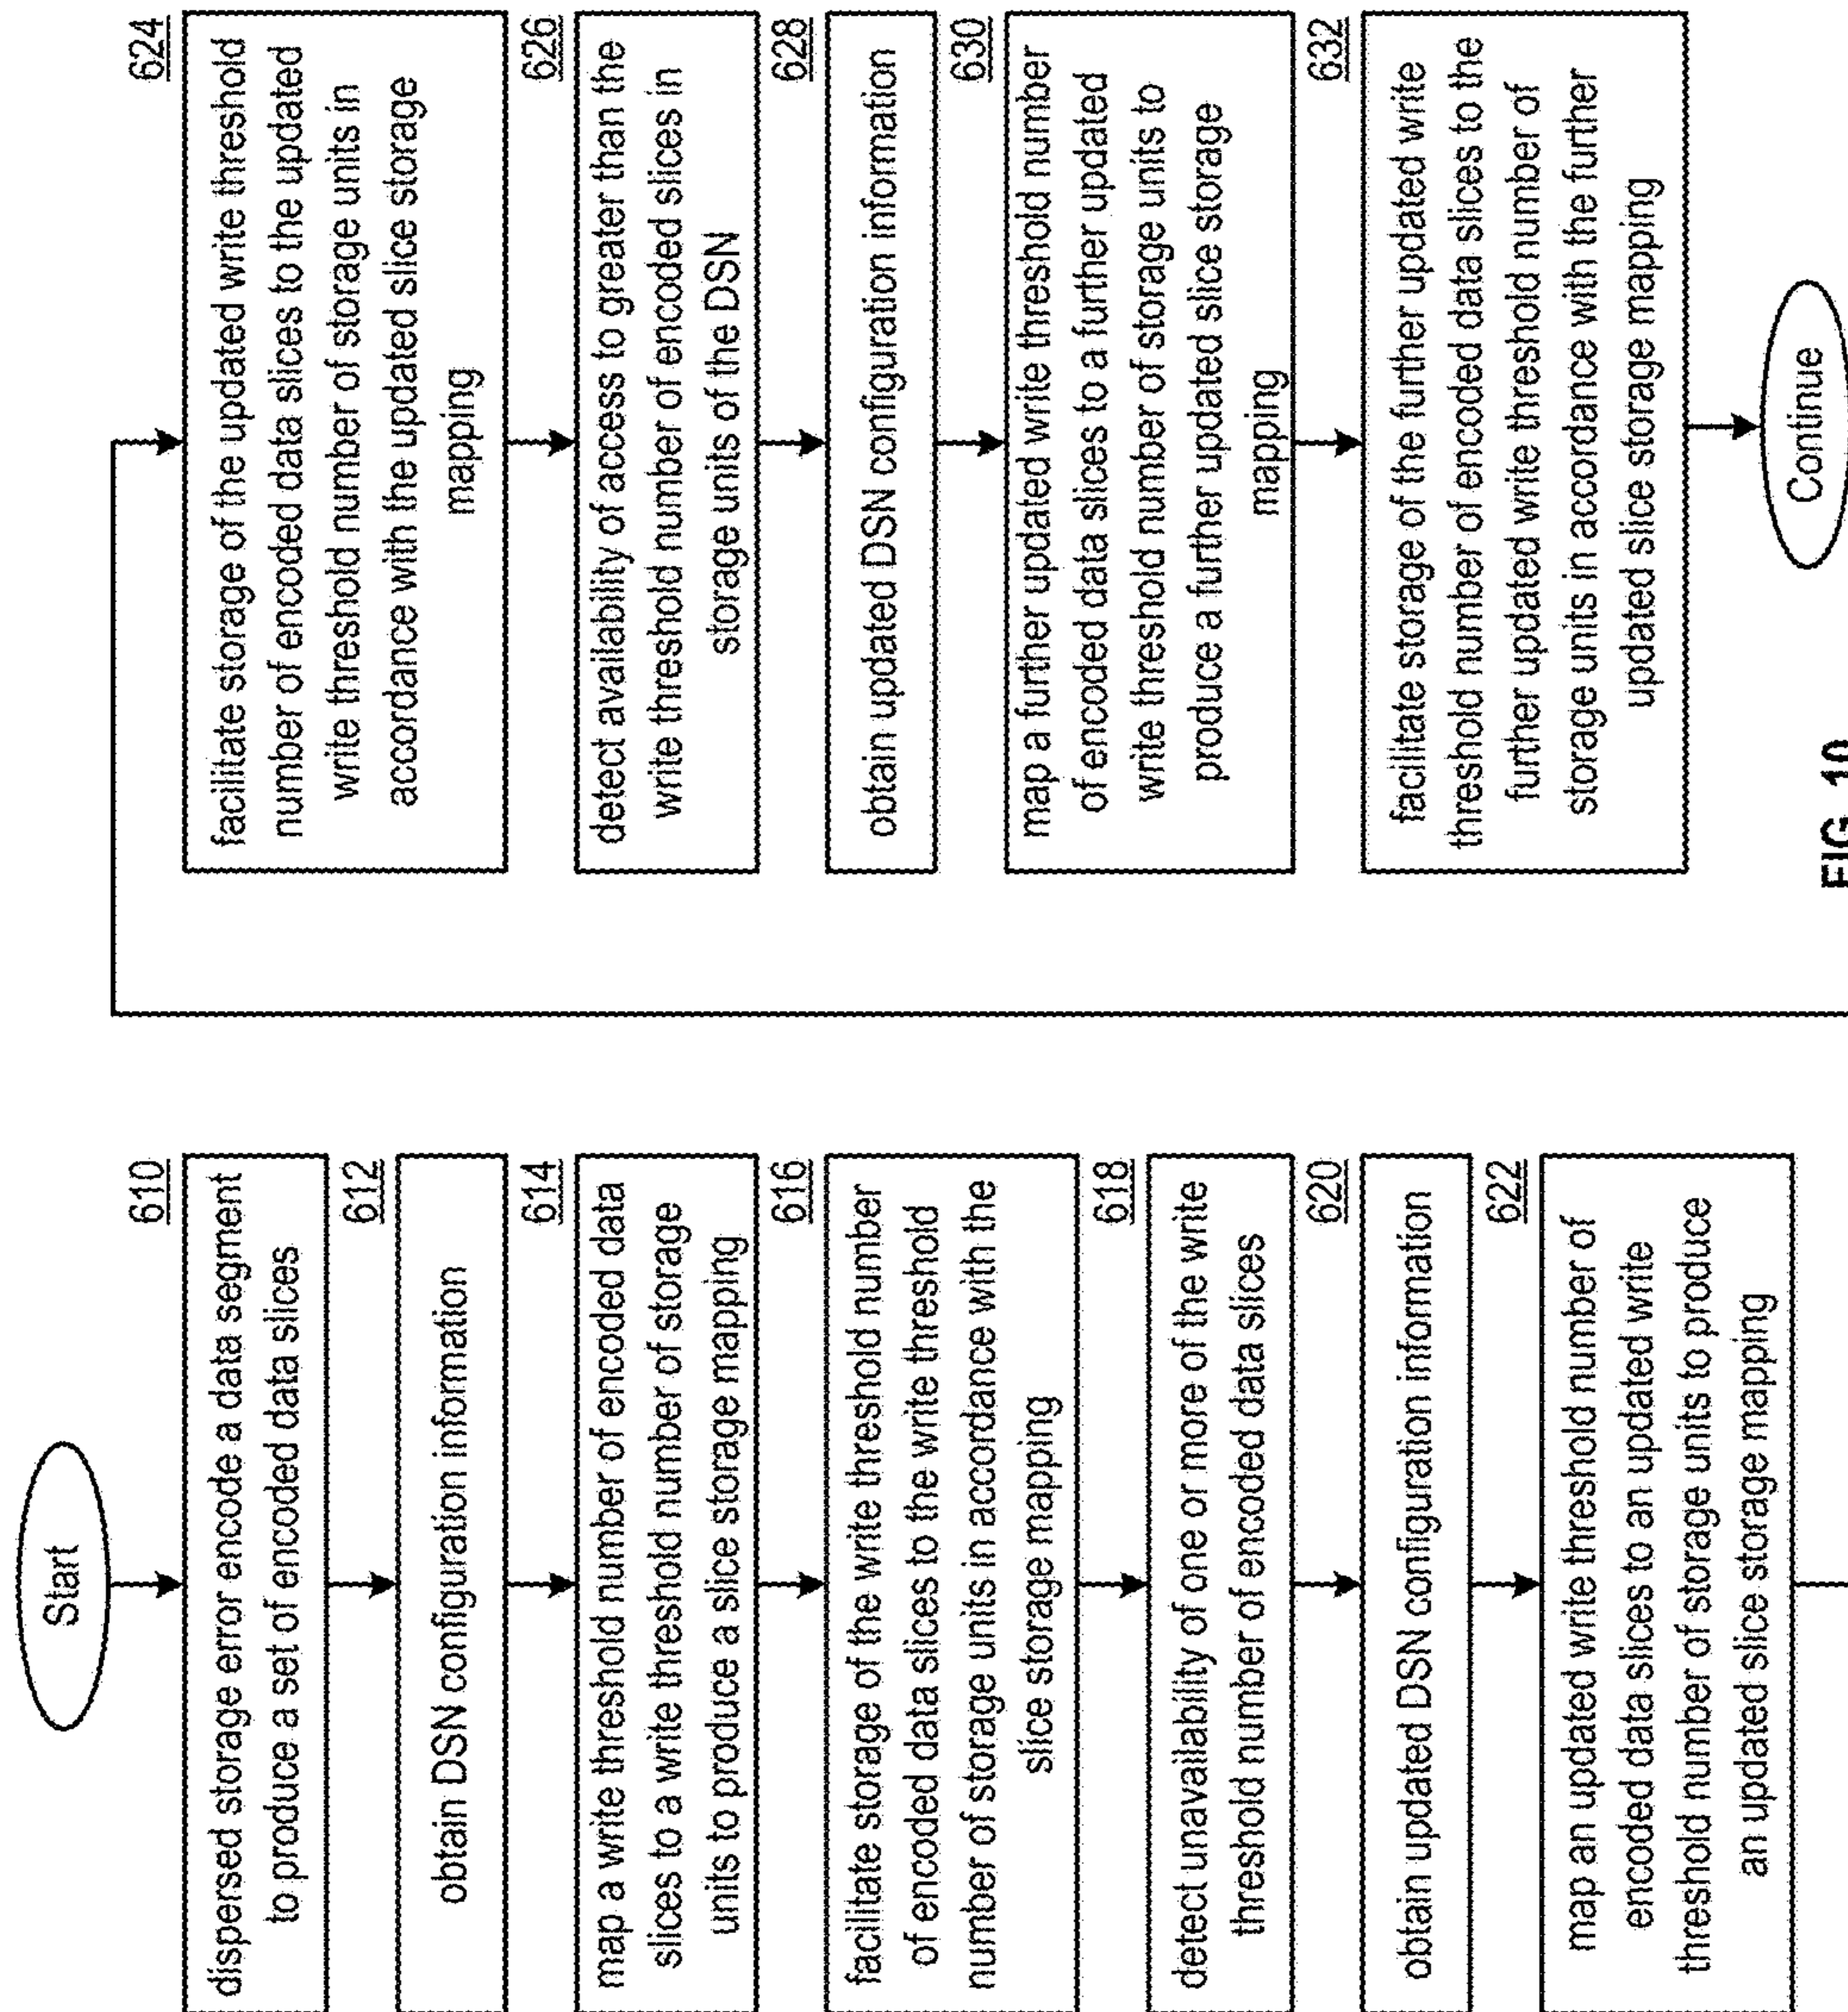 Start
610
dispersed storage error encode a data segment
to produce a set of encoded data slices
612
obtain DSN configuration information
614
map a write threshold number of encoded data
slices to a write threshold number of storage
units to produce a slice storage mapping
616
facilitate storage of the write threshold number
of encoded data slices to the write threshold
number of storage units in accordance with the
slice storage mapping
618
detect unavailability of one or more of the write
threshold number of encoded data slices
620
obtain updated DSN configuration information
622
map an updated write threshold number of
encoded data slices to an updated write
threshold number of storage units to produce
an updated slice storage mapping
624
facilitate storage of the updated write threshold
number of encoded data slices to the updated
write threshold number of storage units in
accordance with the updated slice storage
mapping
626
detect availability of access to greater than the
write threshold number of encoded slices in
storage units of the DSN
628
obtain updated DSN configuration information
630
map a further updated write threshold number
of encoded data slices to a further updated
write threshold number of storage units to
produce a further updated slice storage
mapping
632
facilitate storage of the further updated write
threshold number of encoded data slices to the
further updated write threshold number of
storage units in accordance with the further
updated slice storage mapping
Continue
FIG. 10